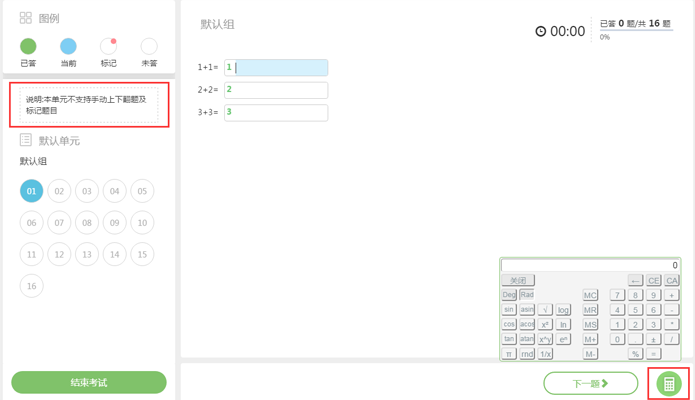 图例
已答 当前 标记 未答
说明:本单元不支持手动上下翻题及
标记题目
默认单元
默认组
01 02 03 04 05
06 07 08 09 10
11 12 13 14 15
16
结束考试
默认组
00:00
已答 0 题/共 16 题
0%
1+1= 1
2+2= 2
3+3= 3
0
关闭 ← CE CA
Deg Rad MC 7 8 9 +
sin asin √ log MR 4 5 6 -
cos acos x² ln MS 1 2 3 *
tan atan x^y eⁿ M+ 0 . ± /
π rnd 1/x M- % =
下一题